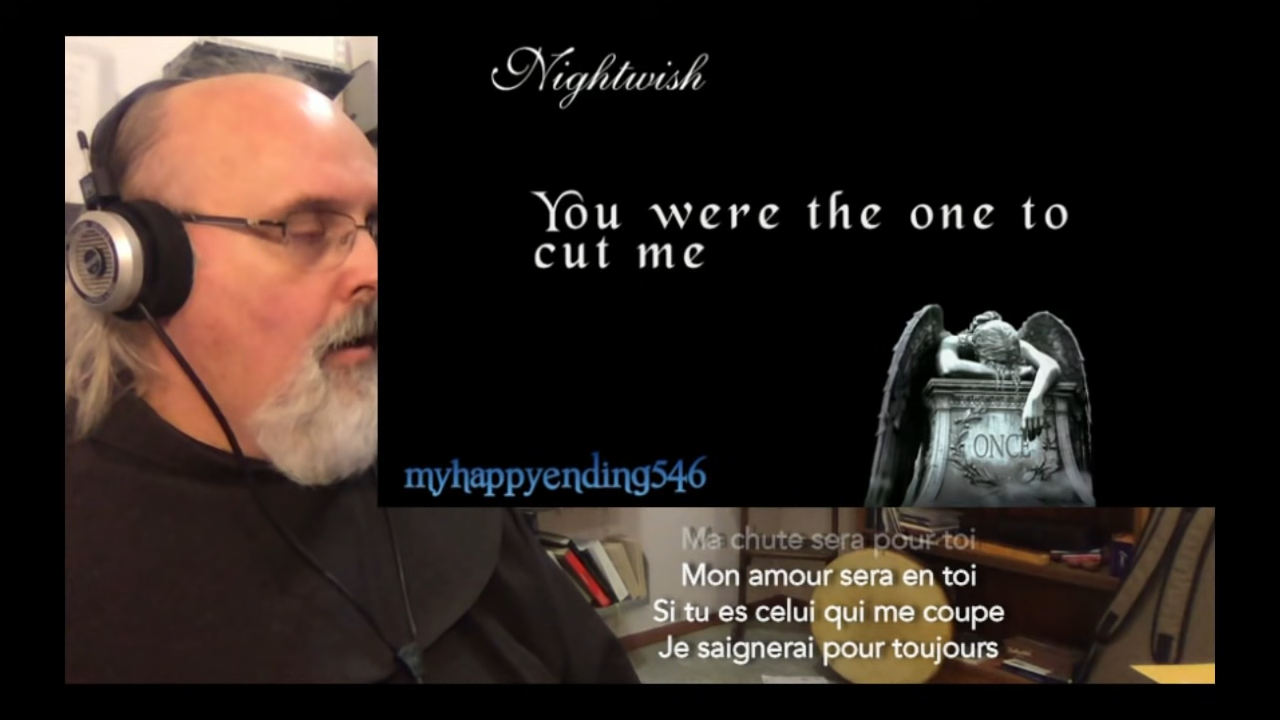 Nightwish
You were the one to
cut me
ONCE
myhappyending546
Ma chute sera pour toi
Mon amour sera en toi
Si tu es celui qui me coupe
Je saignerai pour toujours